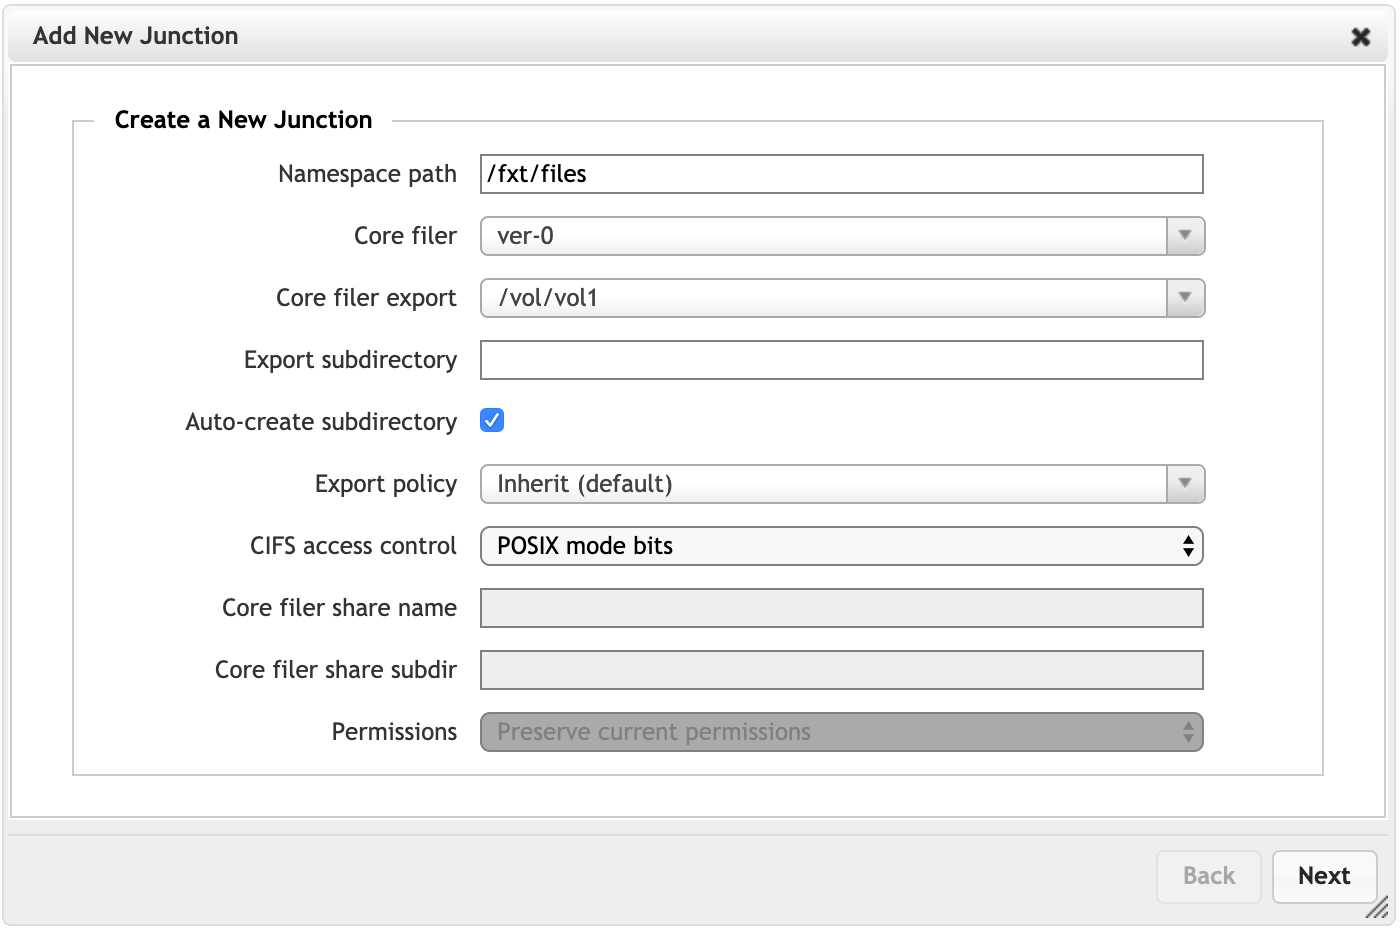 Add New Junction
Create a New Junction
Namespace path /fxt/files
Core filer ver-0
Core filer export /vol/vol1
Export subdirectory
Auto-create subdirectory
Export policy Inherit (default)
CIFS access control POSIX mode bits
Core filer share name
Core filer share subdir
Permissions Preserve current permissions
Back Next